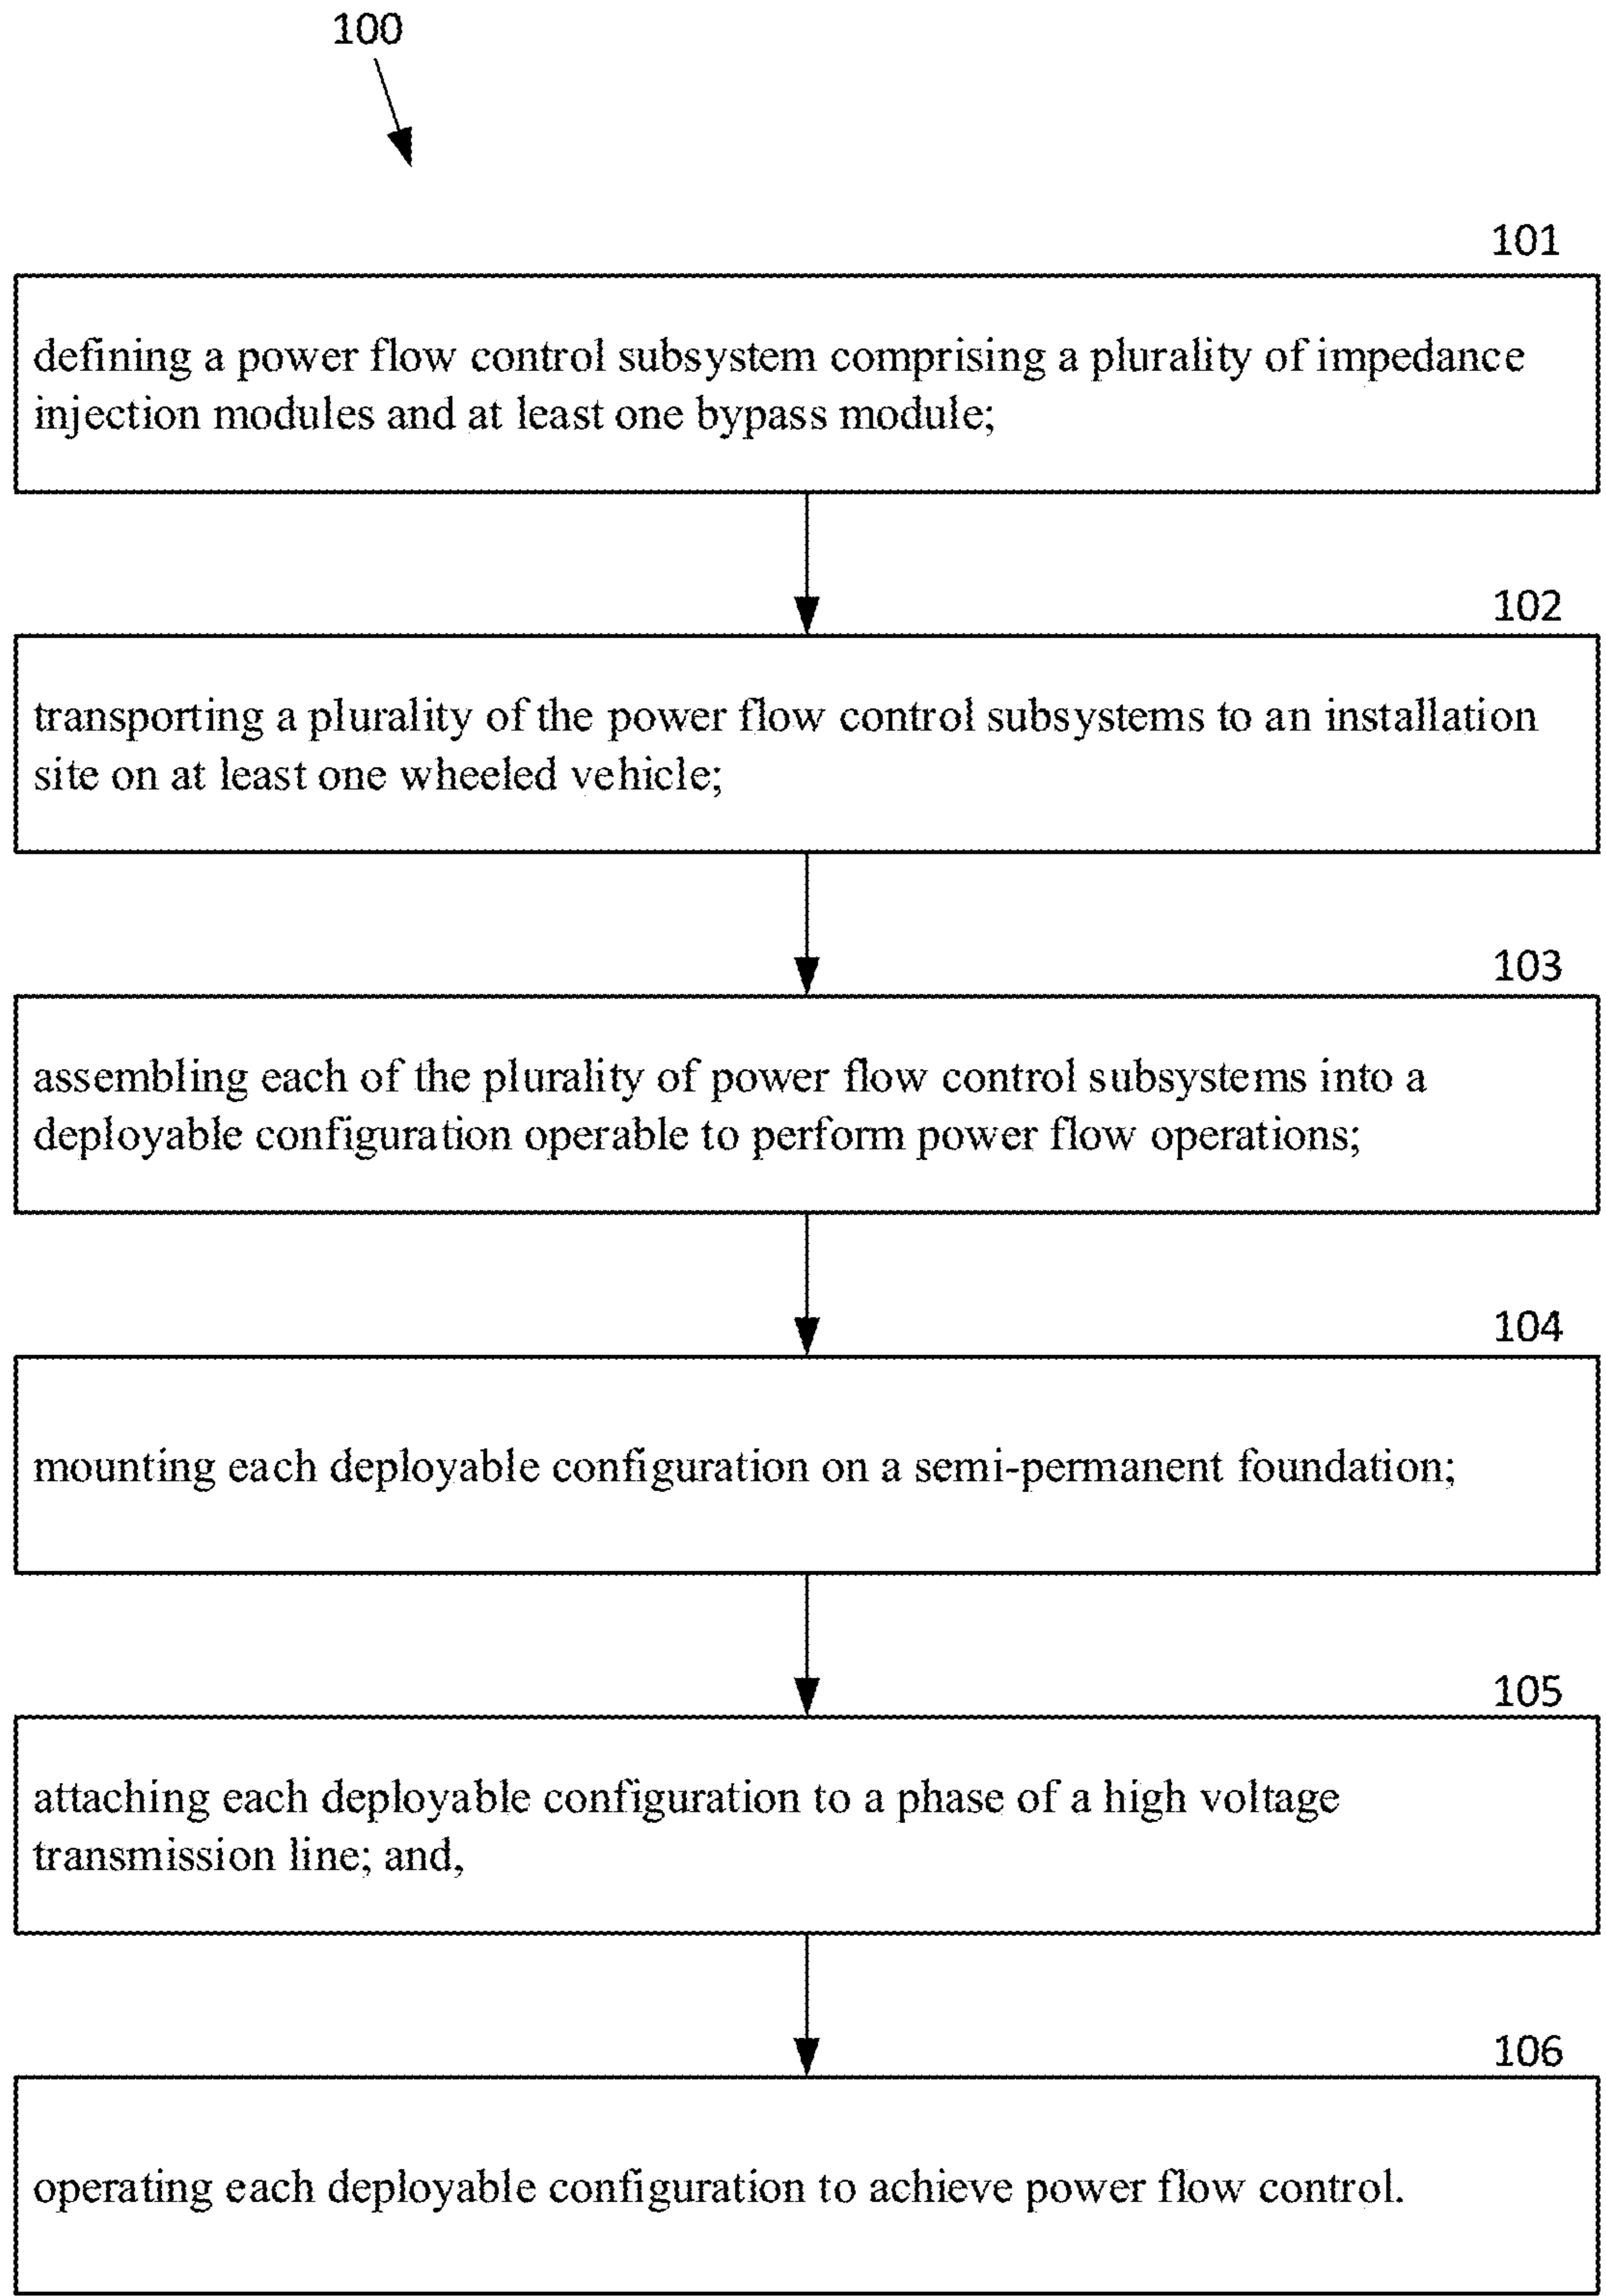 100
101
defining a power flow control subsystem comprising a plurality of impedance
injection modules and at least one bypass module;
102
transporting a plurality of the power flow control subsystems to an installation
site on at least one wheeled vehicle;
103
assembling each of the plurality of power flow control subsystems into a
deployable configuration operable to perform power flow operations;
104
mounting each deployable configuration on a semi-permanent foundation;
105
attaching each deployable configuration to a phase of a high voltage
transmission line; and,
106
operating each deployable configuration to achieve power flow control.